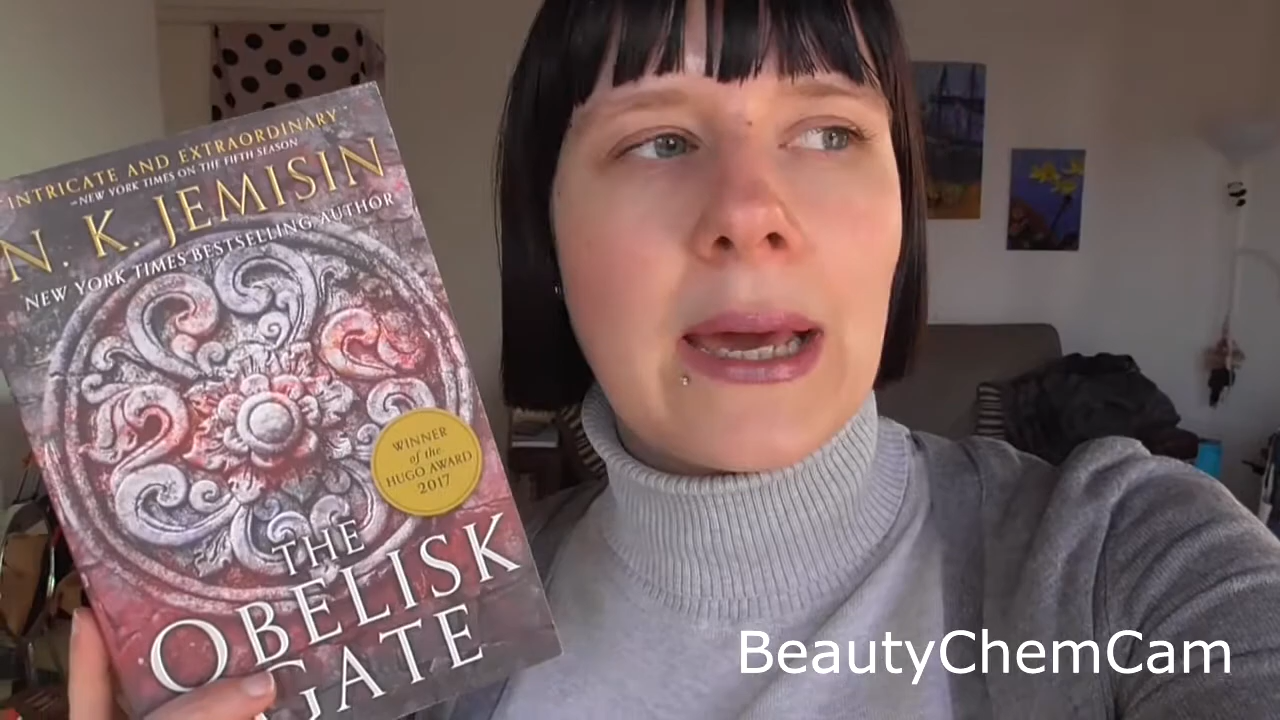 "INTRICATE AND EXTRAORDINARY"
—NEW YORK TIMES ON THE FIFTH SEASON
N. K. JEMISIN
NEW YORK TIMES BESTSELLING AUTHOR
WINNER
of the
HUGO AWARD
2017
THE
OBELISK
GATE
BeautyChemCam